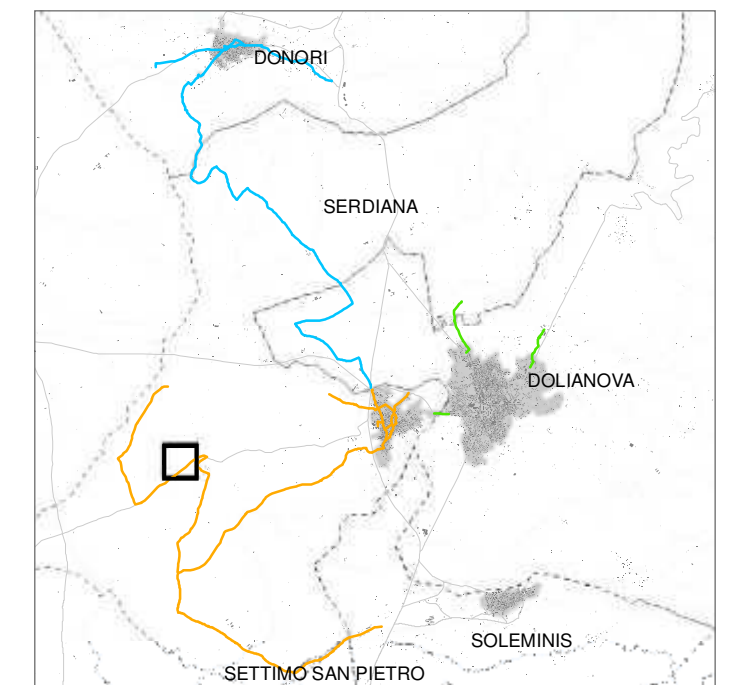 DONORI
SERDIANA
DOLIANOVA
SOLEMINIS
SETTIMO SAN PIETRO